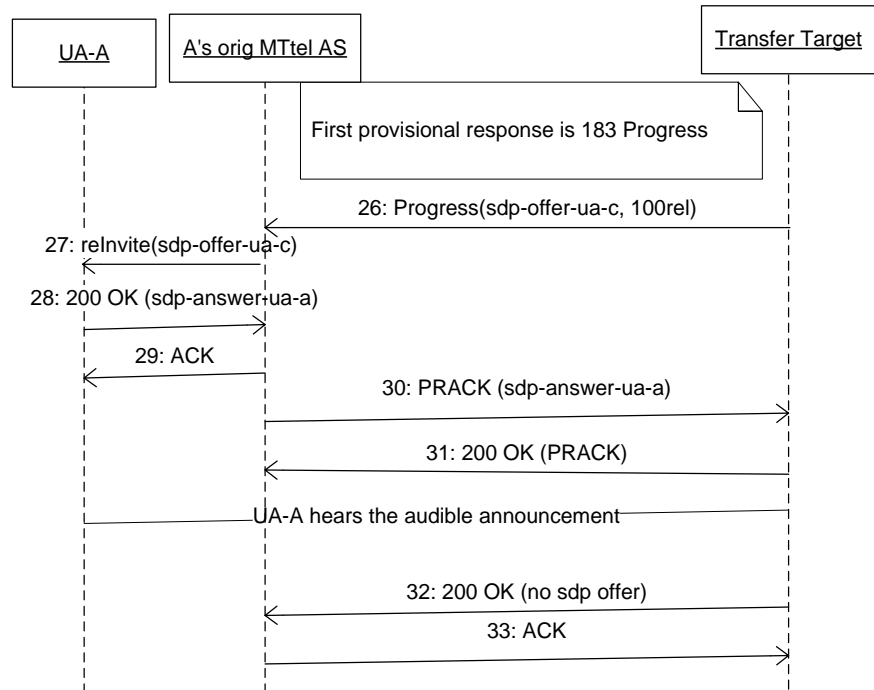 UA-A
A's orig MTtel AS
Transfer Target
First provisional response is 183 Progress
26: Progress(sdp-offer-ua-c, 100rel)
27: reInvite(sdp-offer-ua-c)
28: 200 OK (sdp-answer-ua-a)
29: ACK
30: PRACK (sdp-answer-ua-a)
31: 200 OK (PRACK)
UA-A hears the audible announcement
32: 200 OK (no sdp offer)
33: ACK